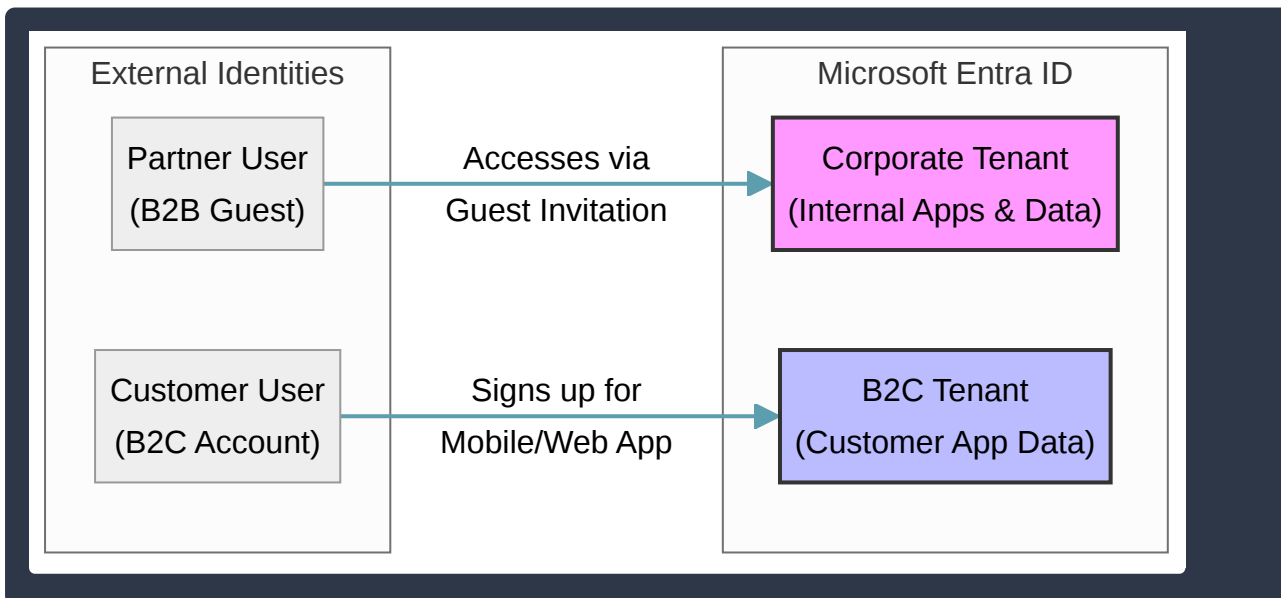 External Identities
Microsoft Entra ID
Partner User
(B2B Guest)
Accesses via
Guest Invitation
Corporate Tenant
(Internal Apps & Data)
Customer User
(B2C Account)
Signs up for
Mobile/Web App
B2C Tenant
(Customer App Data)